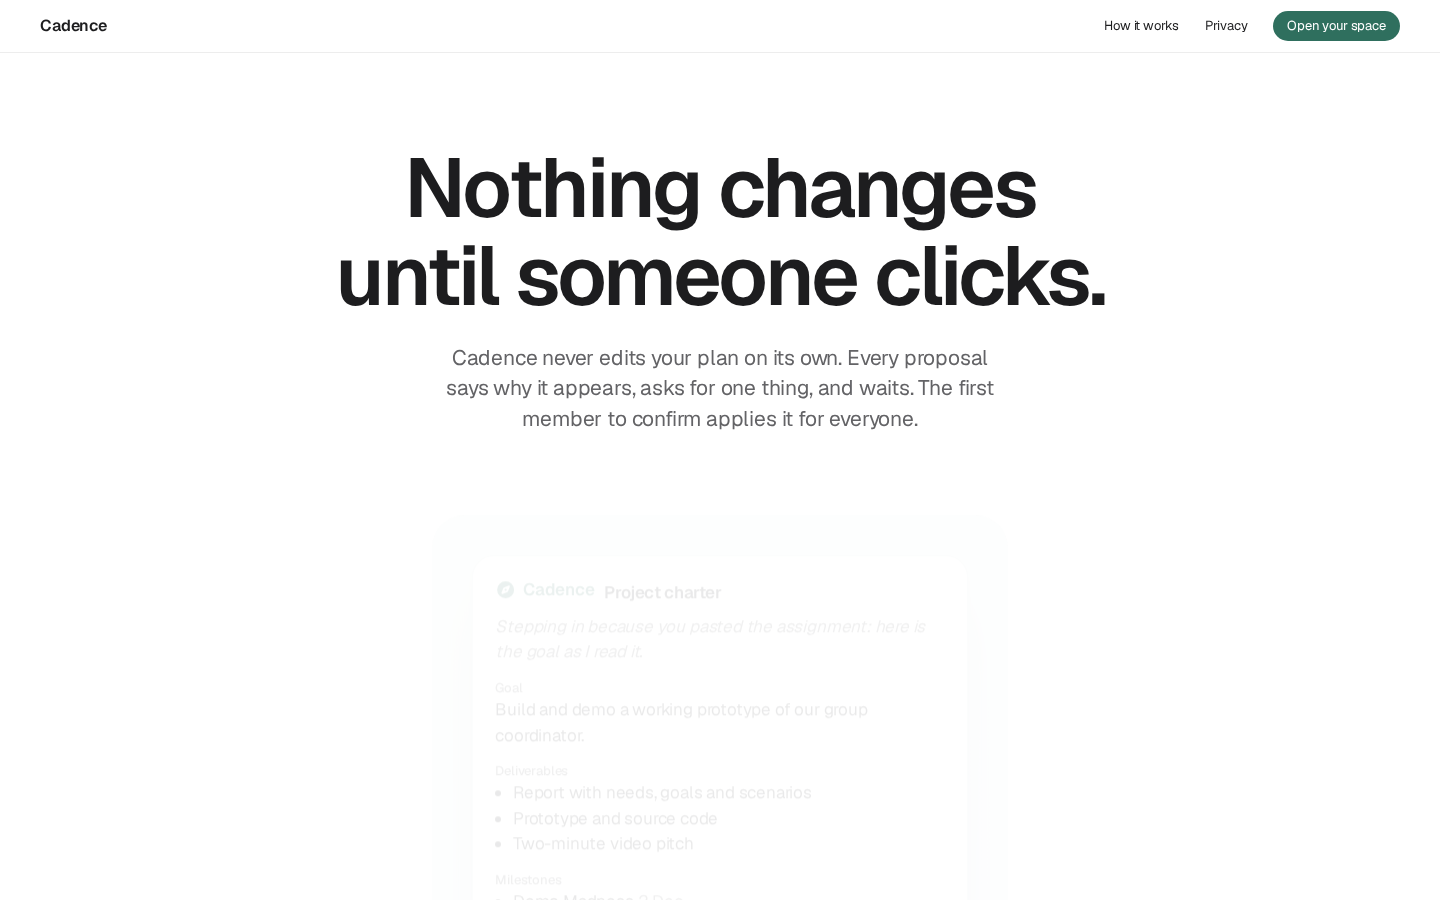 Cadence
How it works
Privacy
Open your space
Nothing changes
until someone clicks.
Cadence never edits your plan on its own. Every proposal
says why it appears, asks for one thing, and waits. The first
member to confirm applies it for everyone.
Cadence Project charter
Stepping in because you pasted the assignment: here is
the goal as I read it.
Goal
Build and demo a working prototype of our group
coordinator.
Deliverables
• Report with needs, goals and scenarios
• Prototype and source code
• Two-minute video pitch
Milestones